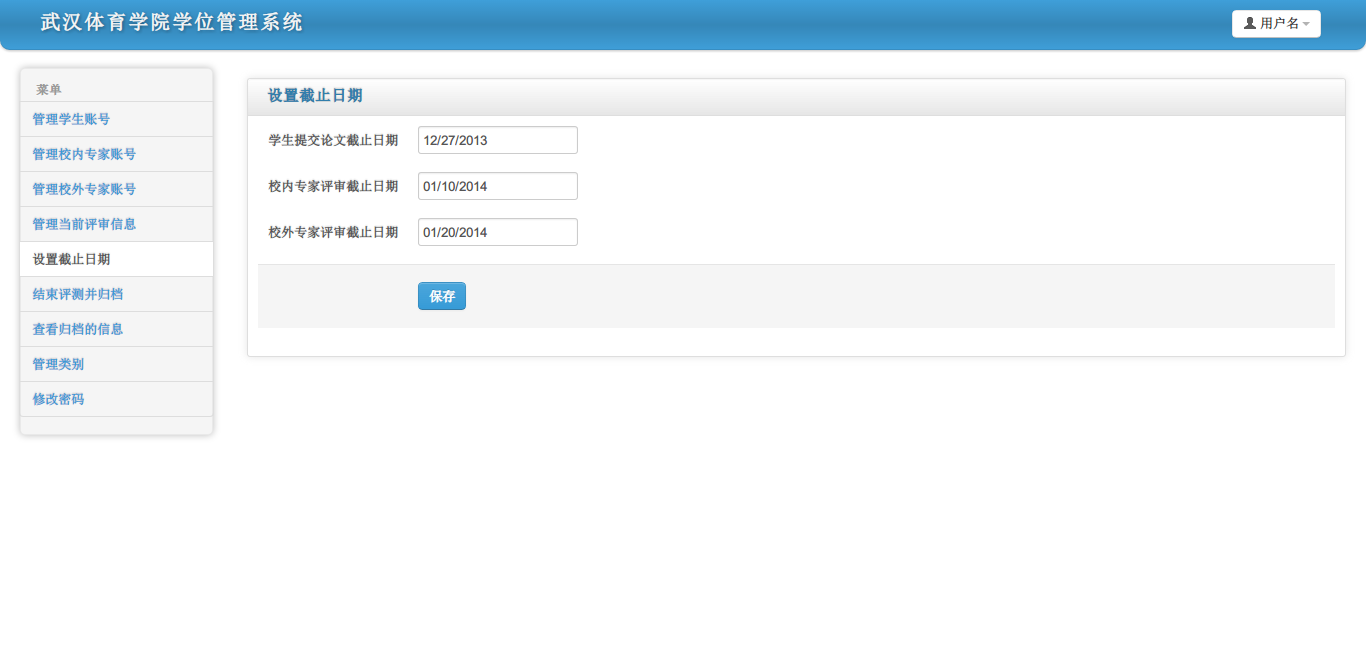 武汉体育学院学位管理系统
用户名
菜单
管理学生账号
管理校内专家账号
管理校外专家账号
管理当前评审信息
设置截止日期
结束评测并归档
查看归档的信息
管理类别
修改密码
设置截止日期
学生提交论文截止日期 12/27/2013
校内专家评审截止日期 01/10/2014
校外专家评审截止日期 01/20/2014
保存